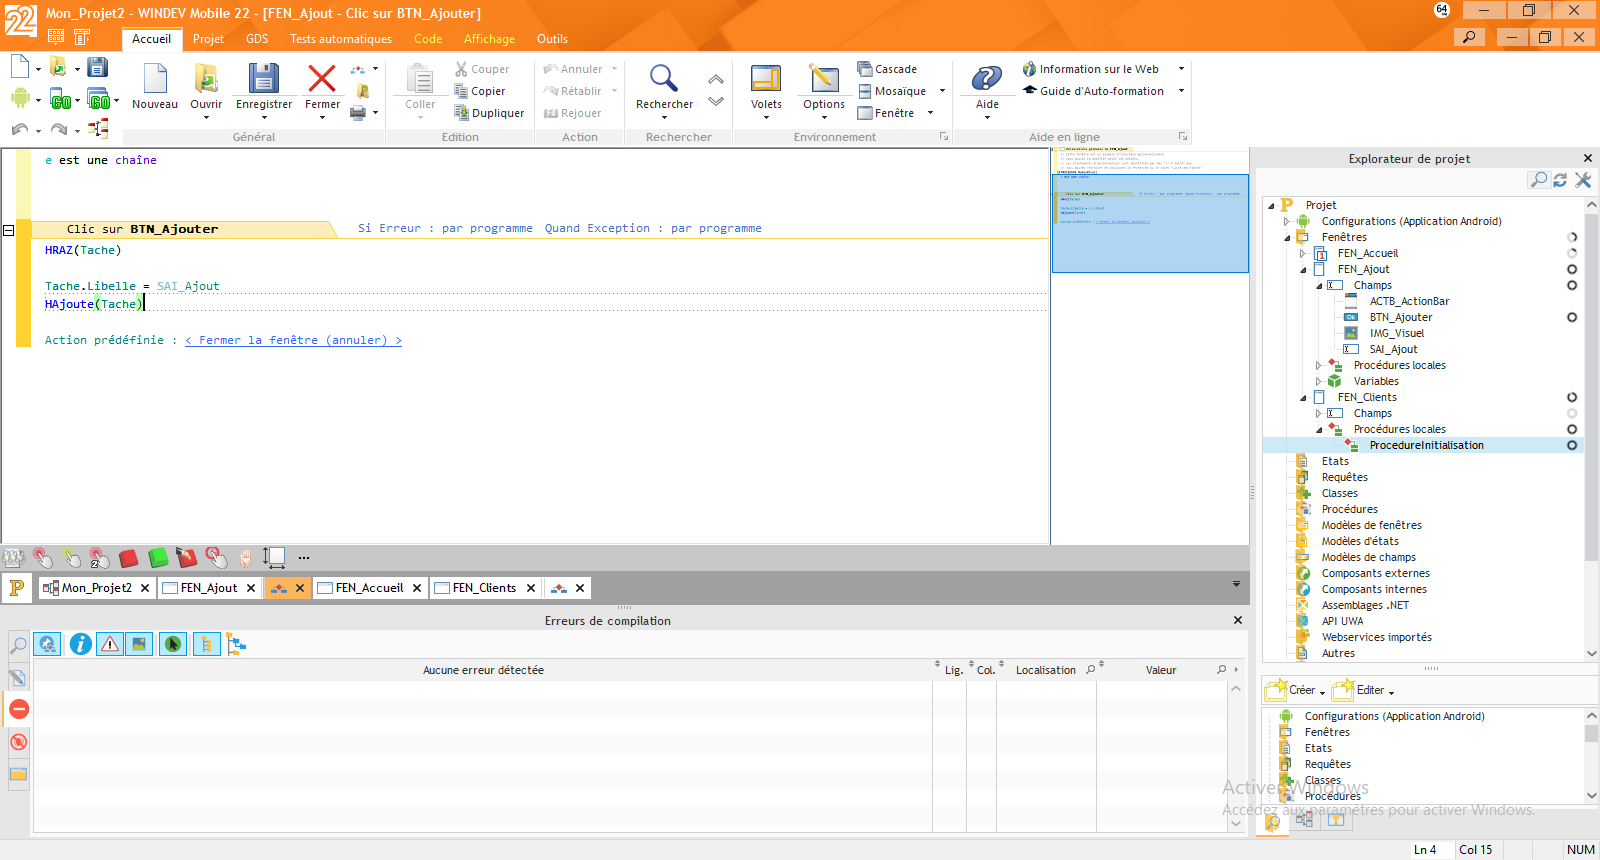 Mon_Projet2 - WINDEV Mobile 22 - [FEN_Ajout - Clic sur BTN_Ajouter]
22
64
Accueil Projet GDS Tests automatiques Code Affichage Outils
Nouveau Ouvrir Enregistrer Fermer
Général
Coller Couper Copier Dupliquer
Edition
Annuler Rétablir Rejouer
Action
Rechercher
Rechercher
Volets Options Cascade Mosaïque Fenêtre
Environnement
Aide Information sur le Web Guide d'Auto-formation
Aide en ligne
GO GO
e est une chaîne
Clic sur BTN_Ajouter Si Erreur : par programme Quand Exception : par programme
HRAZ(Tache)
Tache.Libelle = SAI_Ajout
HAjoute(Tache)
Action prédéfinie : < Fermer la fenêtre (annuler) >
Mon_Projet2 FEN_Ajout FEN_Accueil FEN_Clients
Erreurs de compilation
Aucune erreur détectée Lig. Col. Localisation Valeur
Explorateur de projet
Projet
Configurations (Application Android)
Fenêtres
FEN_Accueil
FEN_Ajout
Champs
ACTB_ActionBar
BTN_Ajouter
IMG_Visuel
SAI_Ajout
Procédures locales
Variables
FEN_Clients
Champs
Procédures locales
ProcedureInitialisation
Etats
Requêtes
Classes
Procédures
Modèles de fenêtres
Modèles d'états
Modèles de champs
Composants externes
Composants internes
Assemblages .NET
API UWA
Webservices importés
Autres
Créer Editer
Configurations (Application Android)
Fenêtres
Etats
Requêtes
Classes
Procédures
Activer Windows
Accédez aux paramètres pour activer Windows.
Ln 4 Col 15 NUM